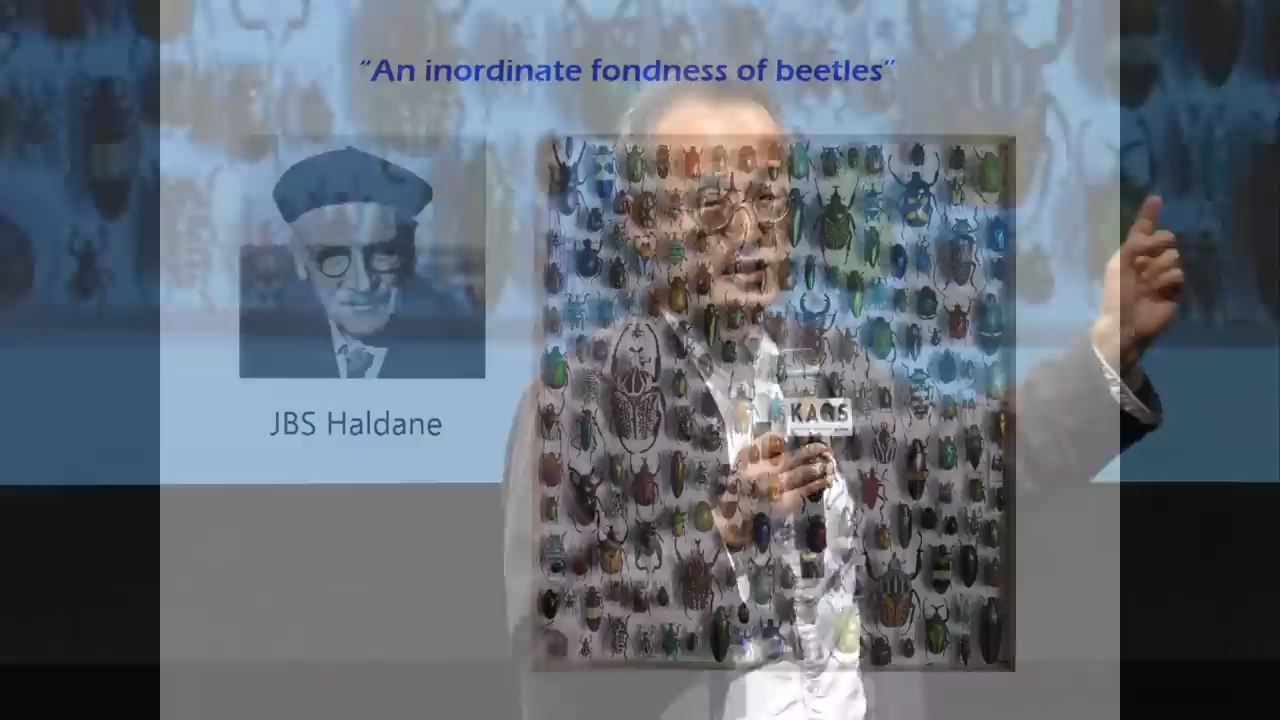 “An inordinate fondness of beetles”
JBS Haldane
KAOS